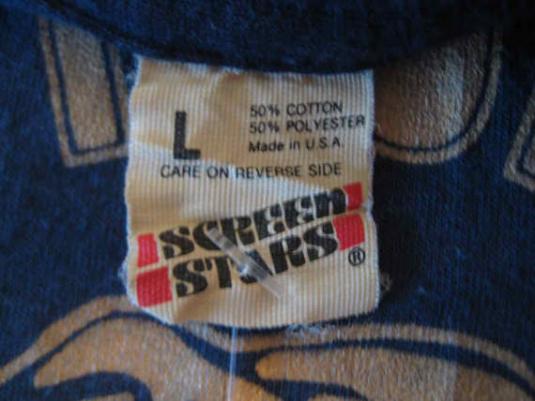 L
50% COTTON
50% POLYESTER
Made in U.S.A.
CARE ON REVERSE SIDE
SCREEN
STARS®